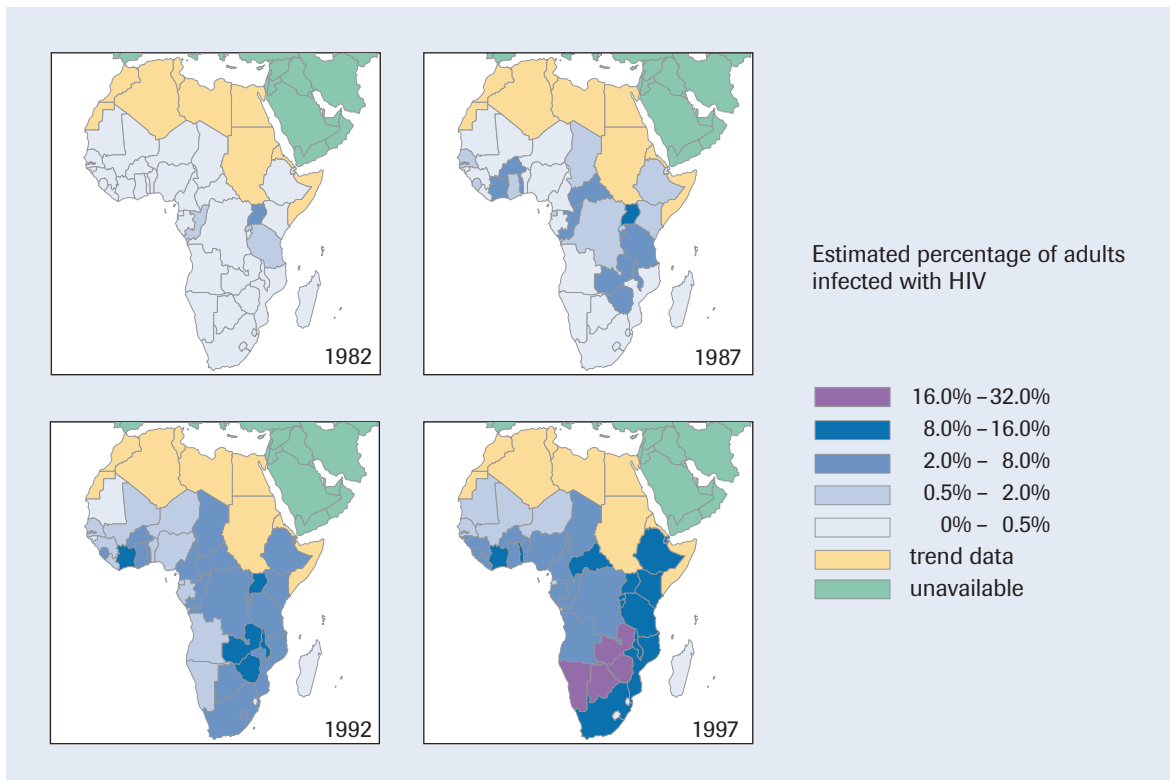 1982
1987
1992
1997
Estimated percentage of adults
infected with HIV
16.0% – 32.0%
8.0% – 16.0%
2.0% – 8.0%
0.5% – 2.0%
0% – 0.5%
trend data
unavailable